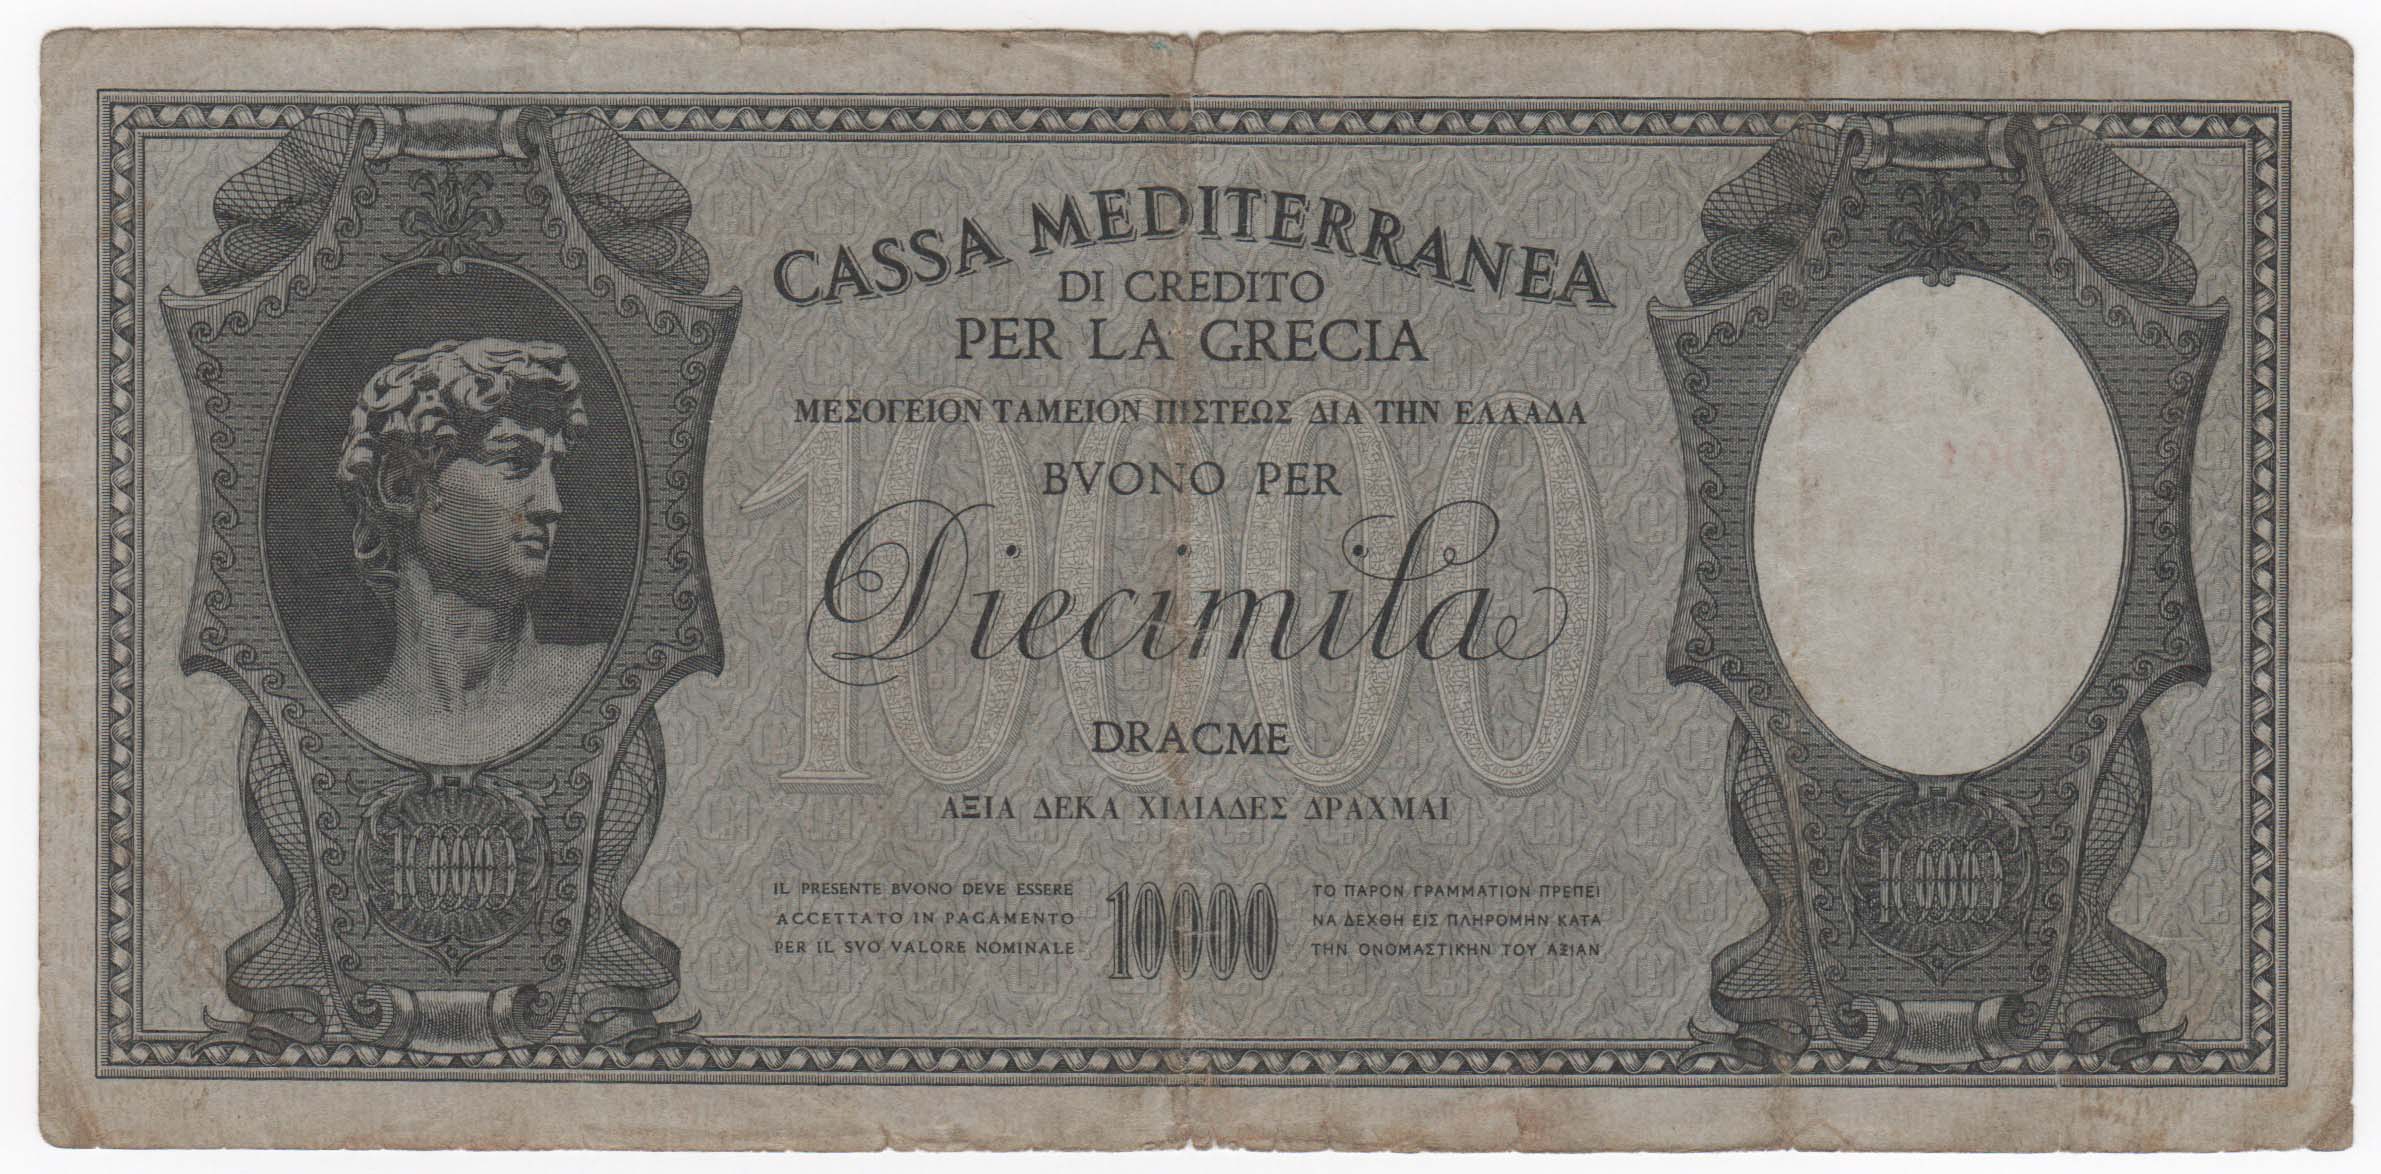 CASSA MEDITERRANEA
DI CREDITO
PER LA GRECIA
ΜΕΣΟΓΕΙΟΝ ΤΑΜΕΙΟΝ ΠΙΣΤΕΩΣ ΔΙΑ ΤΗΝ ΕΛΛΑΔΑ
BVONO PER
10000
Diecimila
DRACME
ΑΞΙΑ ΔΕΚΑ ΧΙΛΙΑΔΕΣ ΔΡΑΧΜΑΙ
10000
10000
IL PRESENTE BVONO DEVE ESSERE
ACCETTATO IN PAGAMENTO
PER IL SVO VALORE NOMINALE
10000
ΤΟ ΠΑΡΟΝ ΓΡΑΜΜΑΤΙΟΝ ΠΡΕΠΕΙ
ΝΑ ΔΕΧΘΗ ΕΙΣ ΠΛΗΡΟΜΗΝ ΚΑΤΑ
ΤΗΝ ΟΝΟΜΑΣΤΙΚΗΝ ΤΟΥ ΑΞΙΑΝ